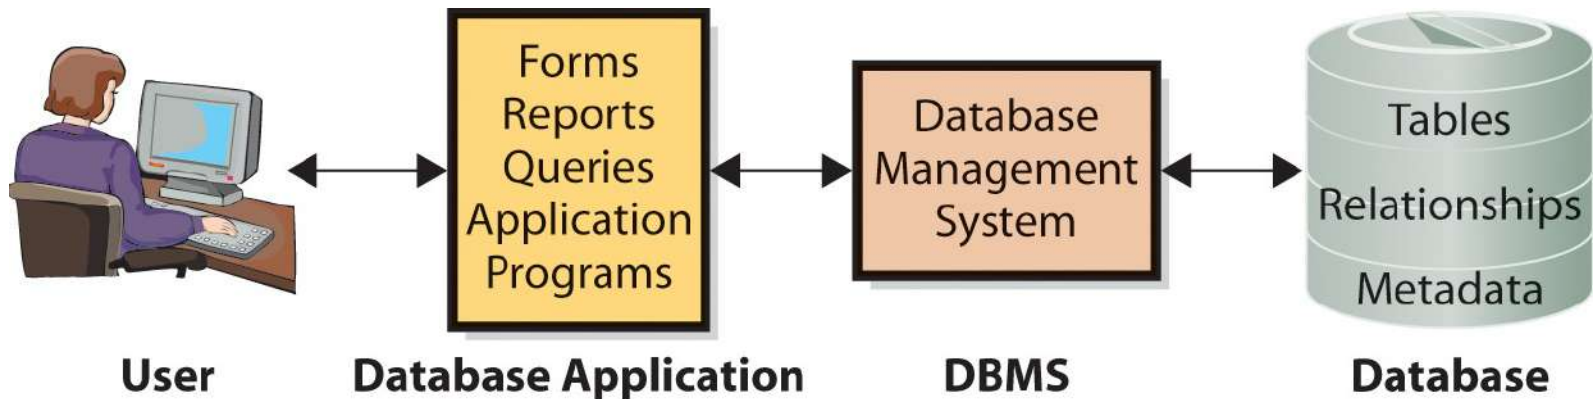 Forms
Reports
Queries
Application
Programs
Database
Management
System
Tables
Relationships
Metadata
User
Database Application
DBMS
Database